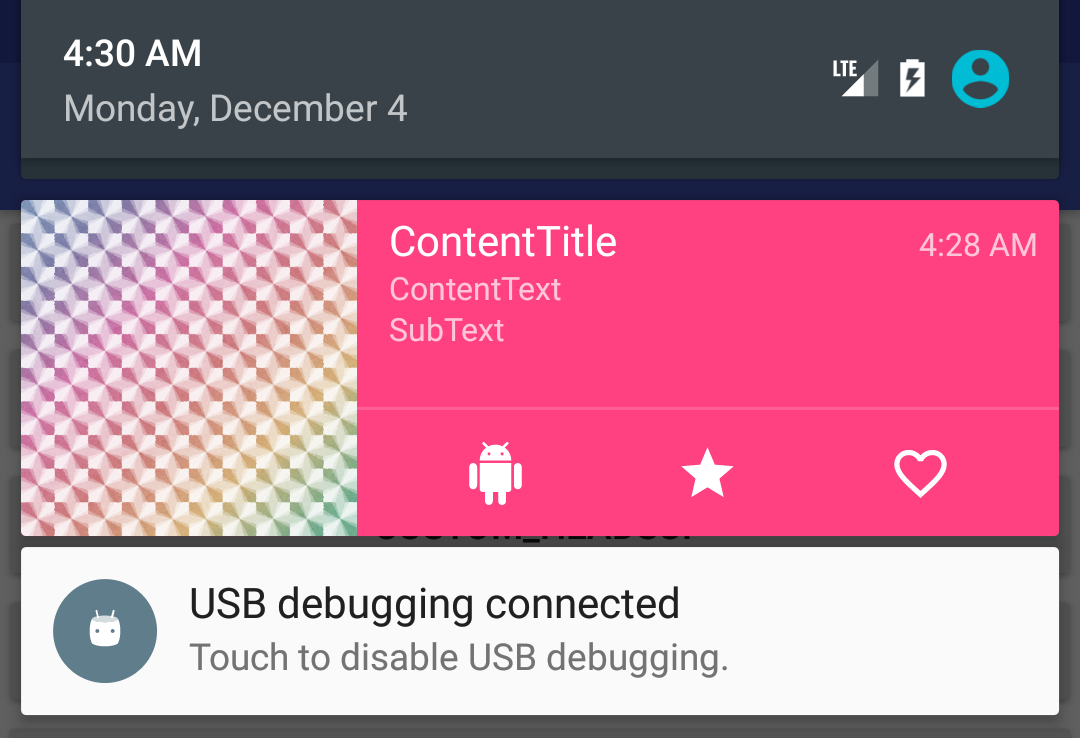 4:30 AM
LTE
Monday, December 4
ContentTitle
4:28 AM
ContentText
SubText
USB debugging connected
Touch to disable USB debugging.